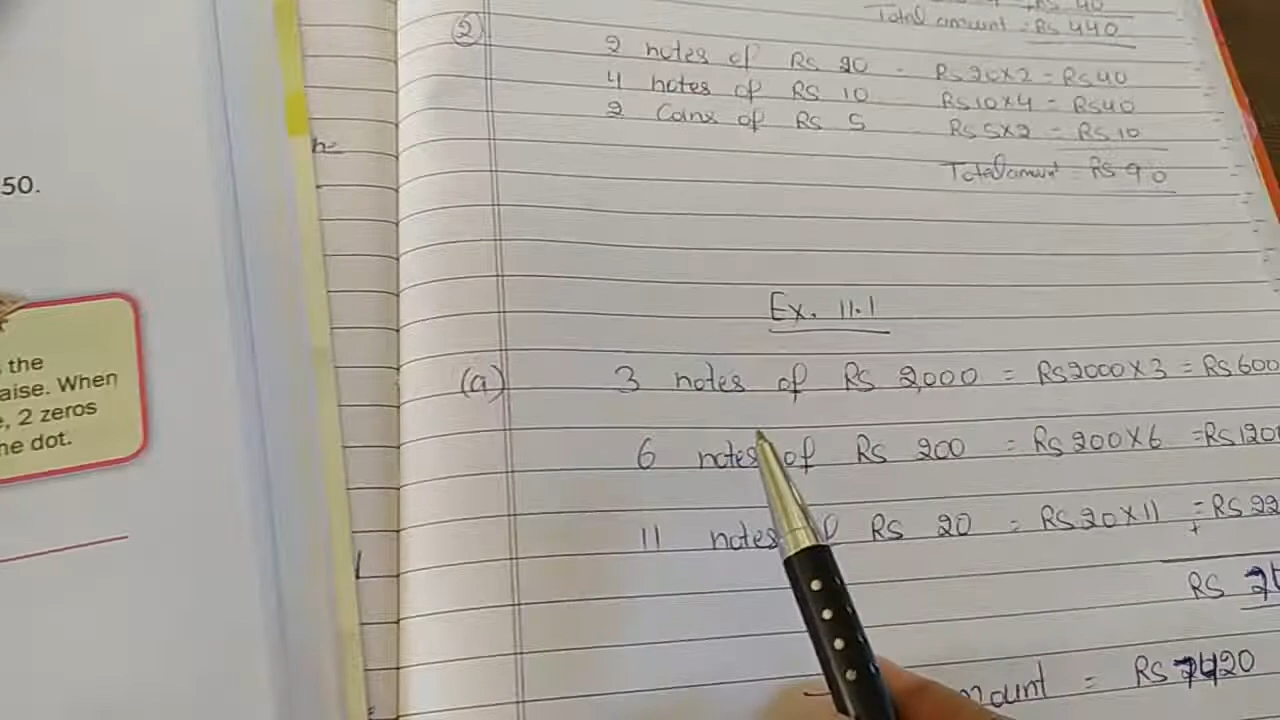 50.
the
aise. When
, 2 zeros
he dot.
Total amount = Rs 440
2
2 notes of Rs 20 - Rs 20x2 = Rs 40
4 notes of Rs 10 Rs 10x4 = Rs 40
2 Coins of Rs 5 Rs 5x2 = Rs 10
Total amount = Rs 90
Ex. 11.1
(a) 3 notes of Rs 2,000 = Rs 2000x3 = Rs 600
6 notes of Rs 200 = Rs 200x6 = Rs 120
11 notes of Rs 20 = Rs 20x11 = Rs 22
+
Rs
mount = Rs 7420